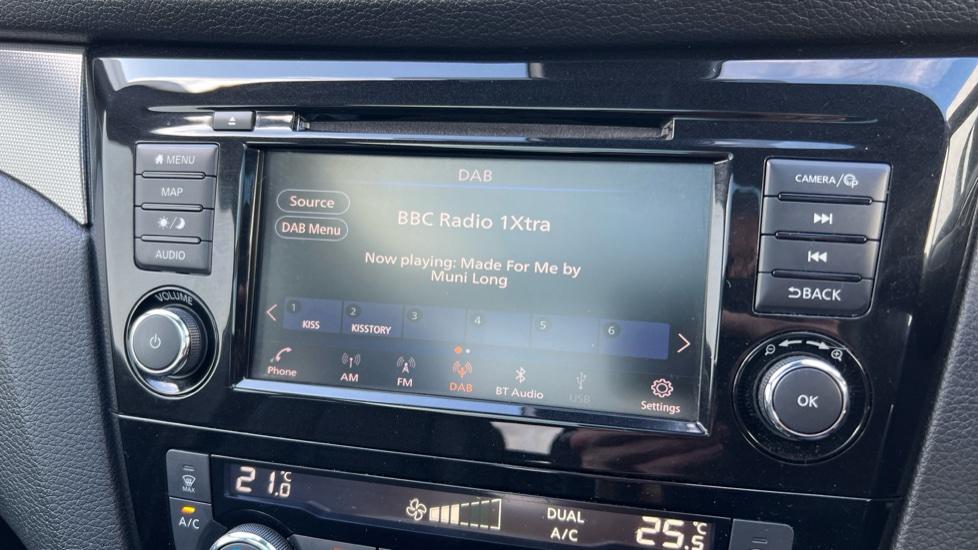 MENU
MAP
AUDIO
VOLUME
DAB
Source
DAB Menu
BBC Radio 1Xtra
Now playing: Made For Me by
Muni Long
1 KISS
2 KISSTORY
3
4
5
6
Phone
AM
FM
DAB
BT Audio
USB
Settings
CAMERA/
BACK
OK
MAX
A/C
21.0 °C
DUAL
A/C
25.5 °C